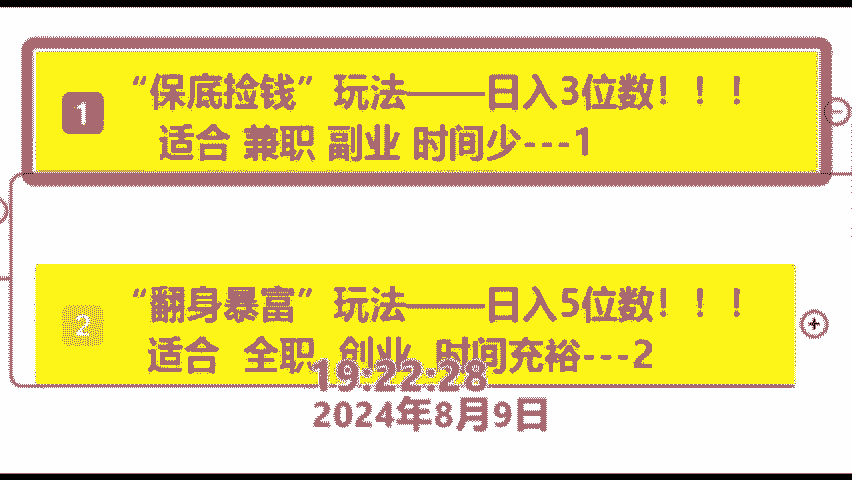 1
“保底捡钱”玩法——日入3位数！！！
适合 兼职 副业 时间少---1
2
“翻身暴富”玩法——日入5位数！！！
适合 全职 创业 时间充裕---2
19:22:28
2024年8月9日